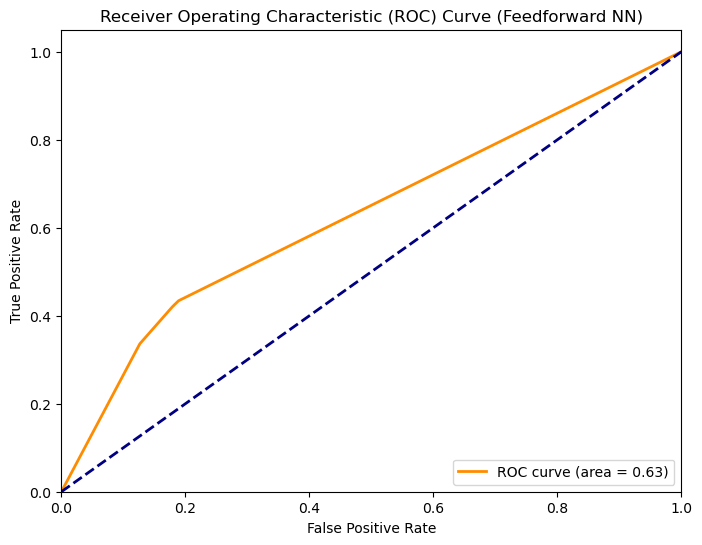 Receiver Operating Characteristic (ROC) Curve (Feedforward NN)
1.0
0.8
0.6
0.4
0.2
0.0
True Positive Rate
ROC curve (area = 0.63)
0.0 0.2 0.4 0.6 0.8 1.0
False Positive Rate